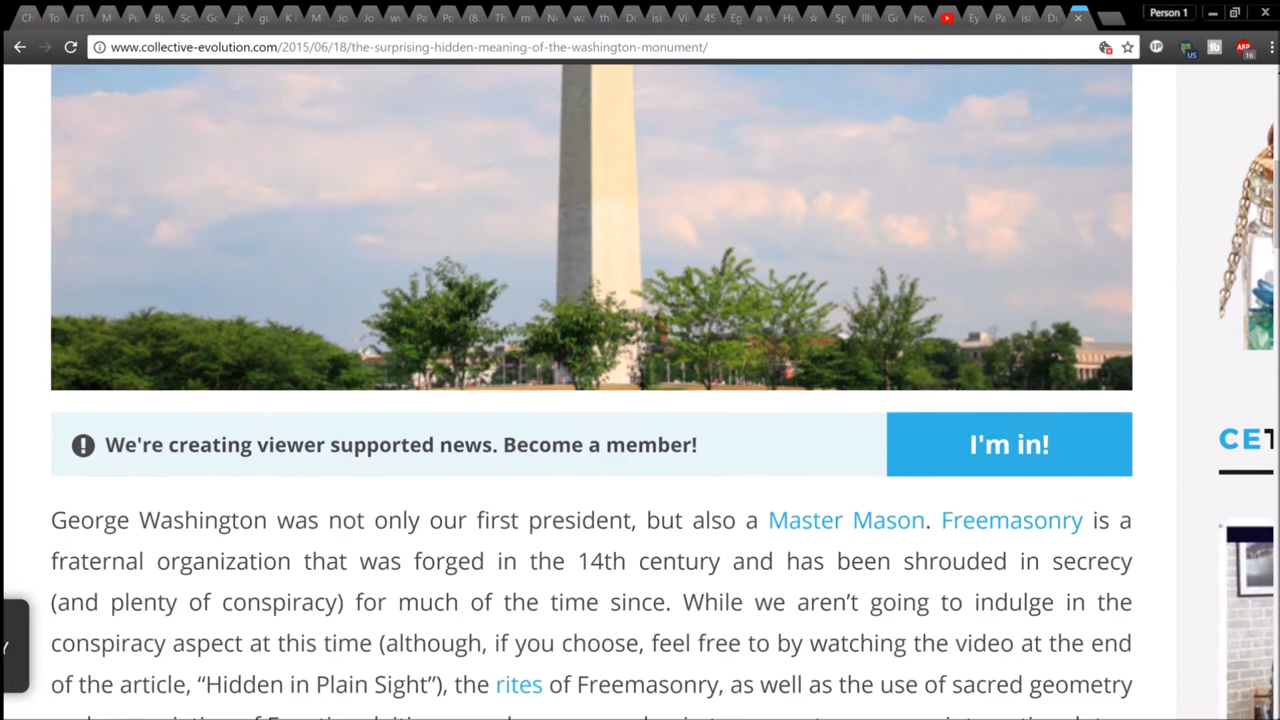 Person 1
www.collective-evolution.com/2015/06/18/the-surprising-hidden-meaning-of-the-washington-monument/
We're creating viewer supported news. Become a member! I'm in!
CET
George Washington was not only our first president, but also a Master Mason. Freemasonry is a
fraternal organization that was forged in the 14th century and has been shrouded in secrecy
(and plenty of conspiracy) for much of the time since. While we aren't going to indulge in the
conspiracy aspect at this time (although, if you choose, feel free to by watching the video at the end
of the article, “Hidden in Plain Sight”), the rites of Freemasonry, as well as the use of sacred geometry